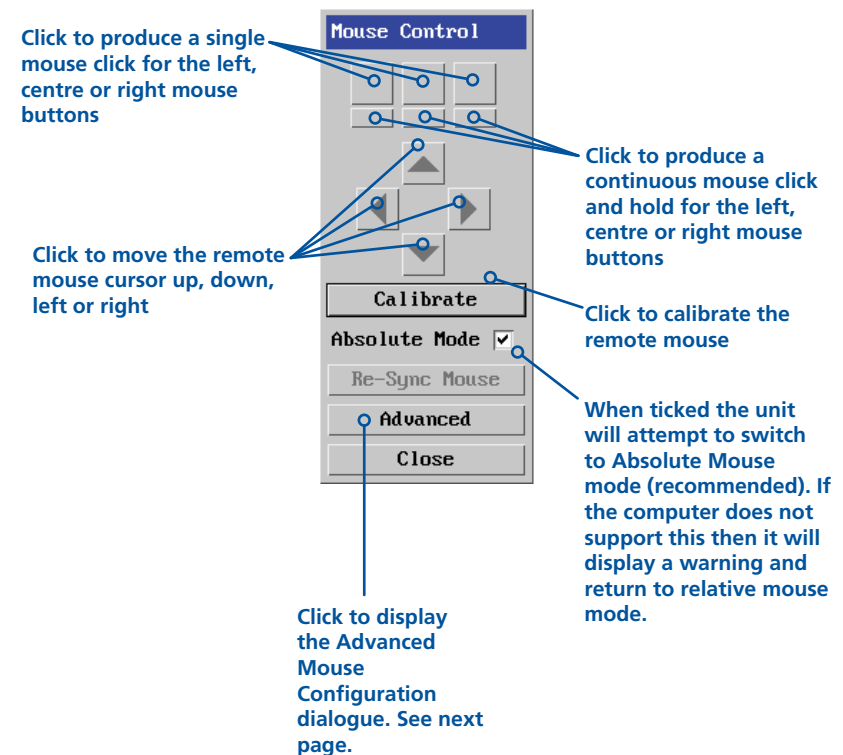 Mouse Control
Click to produce a single
mouse click for the left,
centre or right mouse
buttons
Click to produce a
continuous mouse click
and hold for the left,
centre or right mouse
buttons
Click to move the remote
mouse cursor up, down,
left or right
Calibrate
Click to calibrate the
remote mouse
Absolute Mode
Re-Sync Mouse
Advanced
Close
When ticked the unit
will attempt to switch
to Absolute Mouse
mode (recommended). If
the computer does not
support this then it will
display a warning and
return to relative mouse
mode.
Click to display
the Advanced
Mouse
Configuration
dialogue. See next
page.